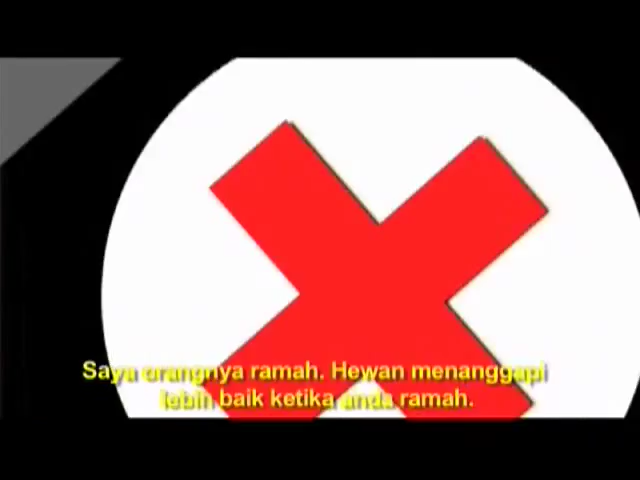 Saya orangnya ramah. Hewan menanggapi
lebih baik ketika anda ramah.